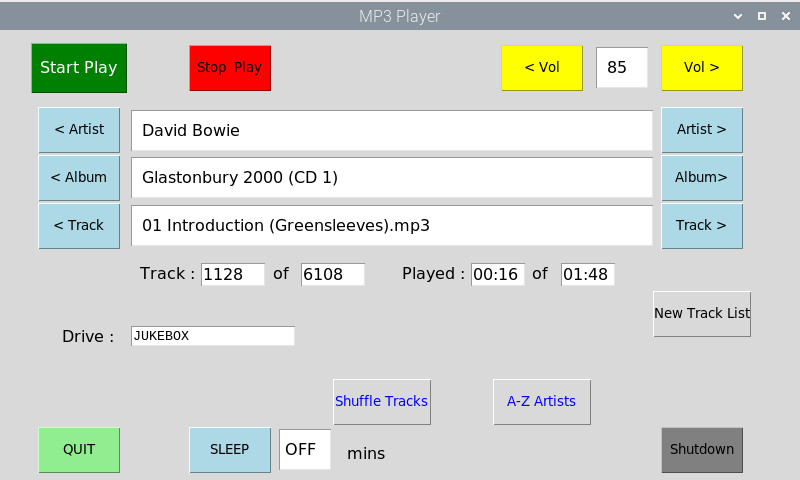 MP3 Player
Start Play Stop Play < Vol 85 Vol >
< Artist David Bowie Artist >
< Album Glastonbury 2000 (CD 1) Album>
< Track 01 Introduction (Greensleeves).mp3 Track >
Track : 1128 of 6108 Played : 00:16 of 01:48
New Track List
Drive : JUKEBOX
Shuffle Tracks A-Z Artists
QUIT SLEEP OFF mins Shutdown